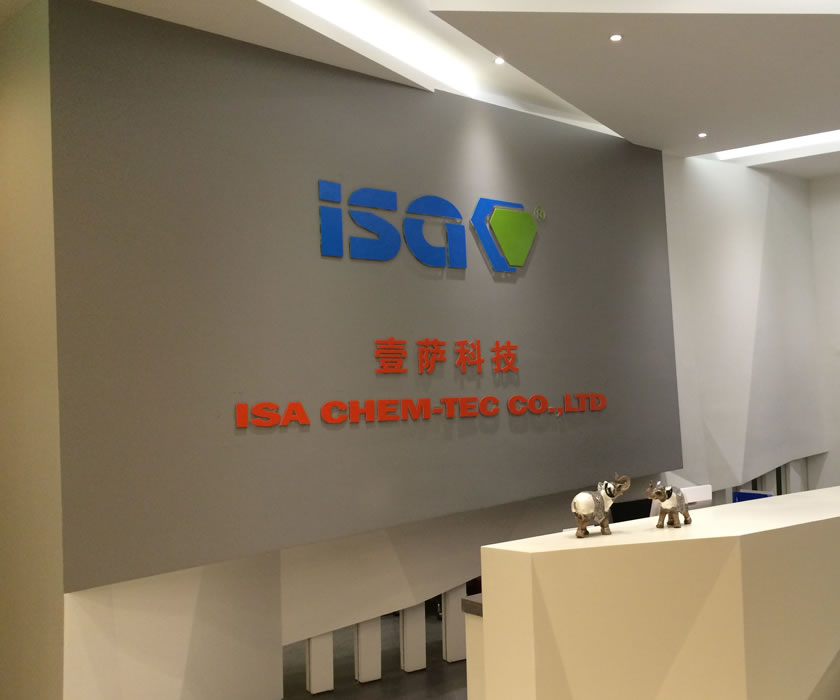 isa®
壹萨科技
ISA CHEM-TEC CO.,LTD